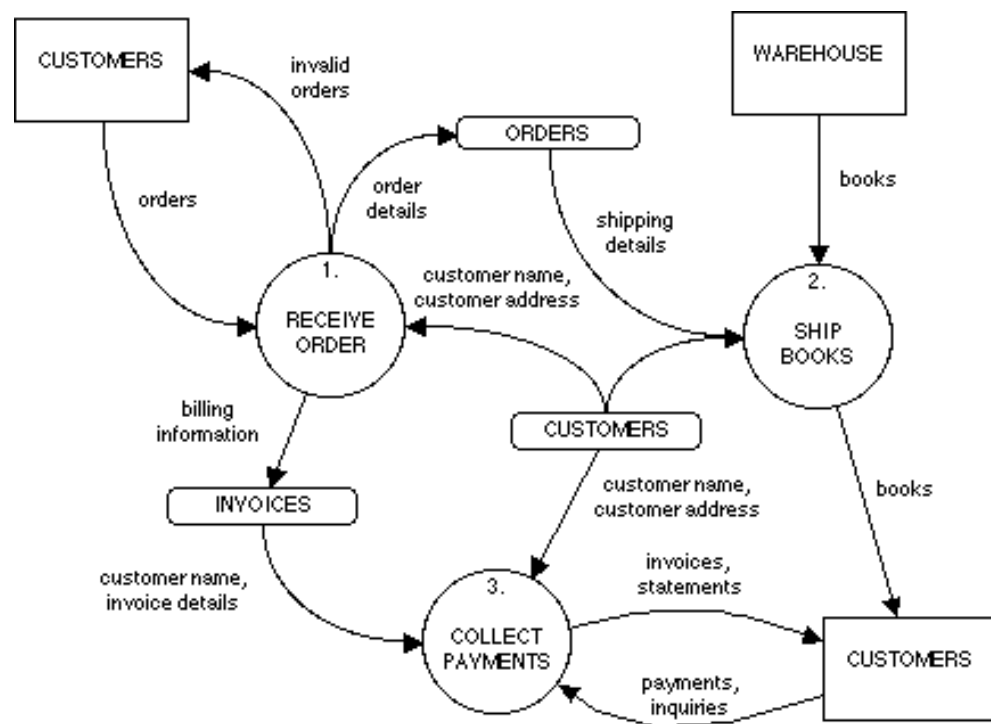 CUSTOMERS
invalid
orders
WAREHOUSE
ORDERS
orders
order
details
books
shipping
details
1.
RECEIVE
ORDER
customer name,
customer address
2.
SHIP
BOOKS
billing
information
CUSTOMERS
INVOICES
customer name,
customer address
books
customer name,
invoice details
3.
COLLECT
PAYMENTS
invoices,
statements
CUSTOMERS
payments,
inquiries